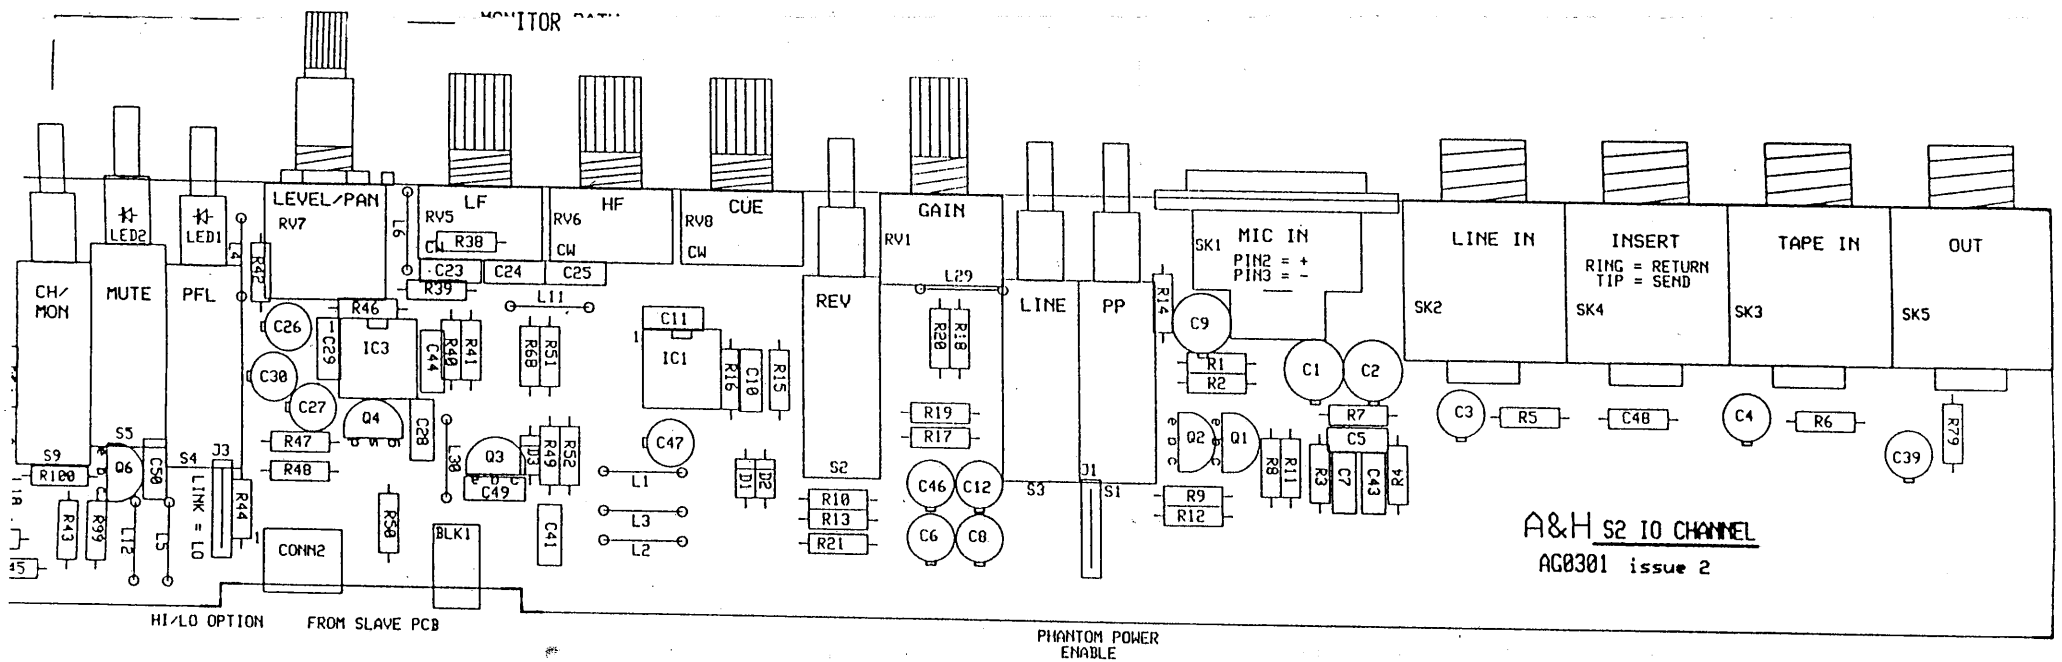 MONITOR PATH
LEVEL/PAN
RV7
LF
RV5
CW
R38
HF
RV6
CW
CUE
RV8
CW
GAIN
RV1
LED2
LED1
L4
R42
L6
C23
C24
C25
R39
L11
CH/
MON
MUTE
PFL
R46
C26
C29
IC3
C44
R40
R41
R68
R51
C11
1
IC1
R16
C10
R15
REV
L29
R20
R18
LINE
PP
R14
C9
SK1
MIC IN
PIN2 = +
PIN3 = -
LINE IN
SK2
INSERT
RING = RETURN
TIP = SEND
SK4
TAPE IN
SK3
OUT
SK5
C30
C27
Q4
C28
R47
R48
R1
R2
C1
C2
R19
R17
C47
R7
C5
C3
R5
C48
C4
R6
C39
R79
S5
S9
R100
Q6
e b c
C50
S4
J3
LINK = LO
R44
L30
Q3
e b c
D3
R49
R52
C49
L1
L3
L2
D1
D2
S2
R10
R13
R21
C46
C12
C6
C8
S3
J1
S1
Q2
e b c
Q1
e b c
R8
R11
R3
C7
C43
R4
R9
R12
R43
R99
L12
L5
1
CONN2
R50
BLK1
C41
A&H S2 IO CHANNEL
AG0301 issue 2
HI/LO OPTION
FROM SLAVE PCB
PHANTOM POWER
ENABLE